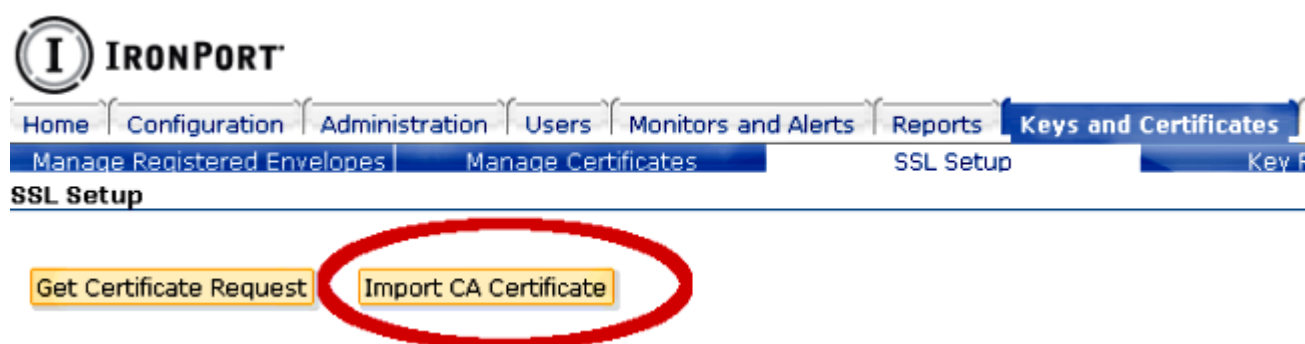 I IRONPORT
Home Configuration Administration Users Monitors and Alerts Reports Keys and Certificates
Manage Registered Envelopes Manage Certificates SSL Setup Key
SSL Setup
Get Certificate Request Import CA Certificate